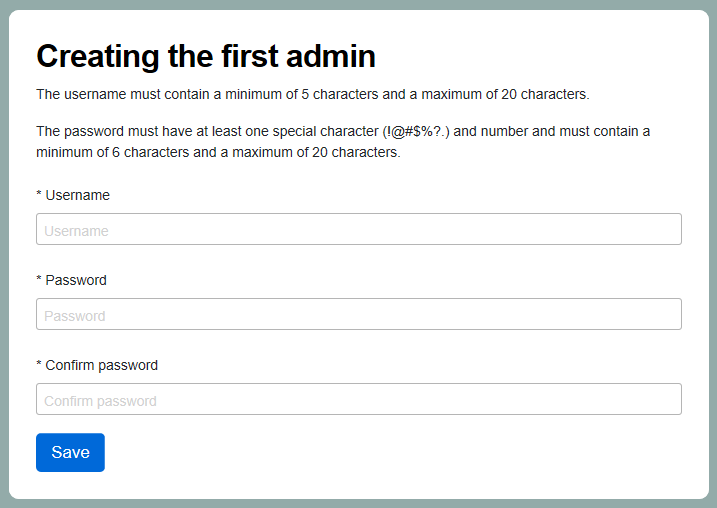 Creating the first admin
The username must contain a minimum of 5 characters and a maximum of 20 characters.
The password must have at least one special character (!@#$%?.) and number and must contain a
minimum of 6 characters and a maximum of 20 characters.
* Username
Username
* Password
Password
* Confirm password
Confirm password
Save